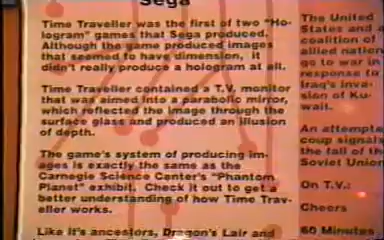 Sega
Time Traveller was the first of two "Ho-
logram" games that Sega produced.
Although the game produced images
that seemed to have dimension, it
didn't really produce a hologram at all.
Time Traveller contained a T.V. monitor
that was aimed into a parabolic mirror,
which reflected the image through the
surface glass and produced an illusion
of depth.
The game's system of producing im-
ages is exactly the same as the
Carnegie Science Center's "Phantom
Planet" exhibit. Check it out to get a
better understanding of how Time Trav-
eller works.
Like it's ancestors, Dragon's Lair and
The United
States and a
coalition of
allied nation
go to war in
response to
Iraq's inva-
sion of Ku-
wait.
An attempte
coup signals
the fall of th
Soviet Union
On T.V.:
Cheers
60 Minutes